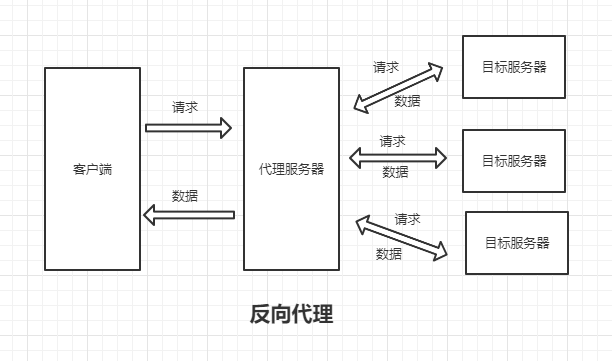 客户端
请求
数据
代理服务器
请求
数据
目标服务器
请求
数据
目标服务器
请求
数据
目标服务器
反向代理